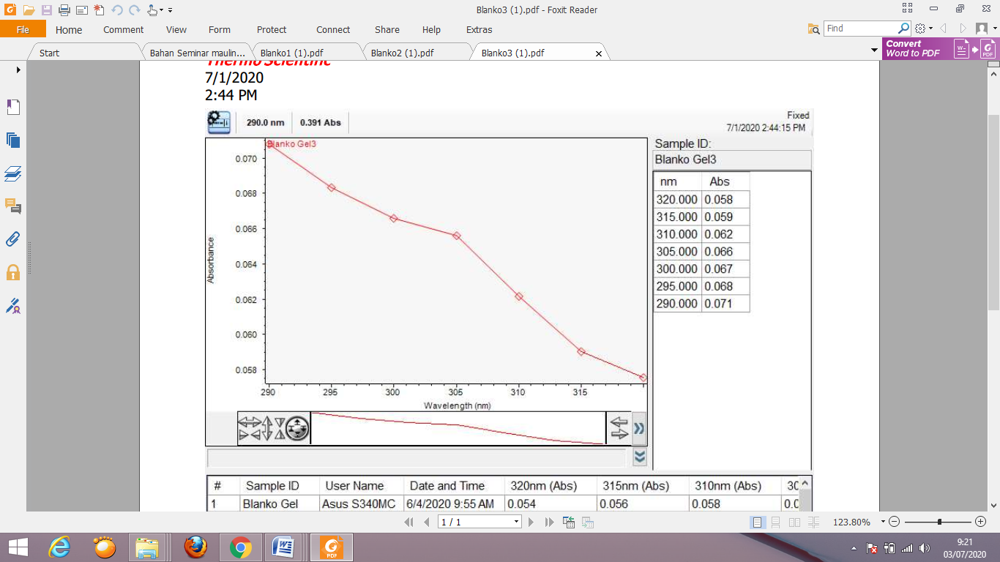 Blanko3 (1).pdf - Foxit Reader
File Home Comment View Form Protect Connect Share Help Extras
Find
Start
Bahan Seminar maulin...
Blanko1 (1).pdf
Blanko2 (1).pdf
Blanko3 (1).pdf
Convert
Word to PDF
Thermo Scientific
7/1/2020
2:44 PM
290.0 nm 0.391 Abs
Fixed
7/1/2020 2:44:15 PM
Blanko Gel3
Absorbance
0.070
0.068
0.066
0.064
0.062
0.060
0.058
290 295 300 305 310 315
Wavelength (nm)
Sample ID:
Blanko Gel3
nm Abs
320.000 0.058
315.000 0.059
310.000 0.062
305.000 0.066
300.000 0.067
295.000 0.068
290.000 0.071
# Sample ID User Name Date and Time 320nm (Abs) 315nm (Abs) 310nm (Abs)
1 Blanko Gel Asus S340MC 6/4/2020 9:55 AM 0.054 0.056 0.058
1 / 1
123.80%
PDF
9:21
03/07/2020